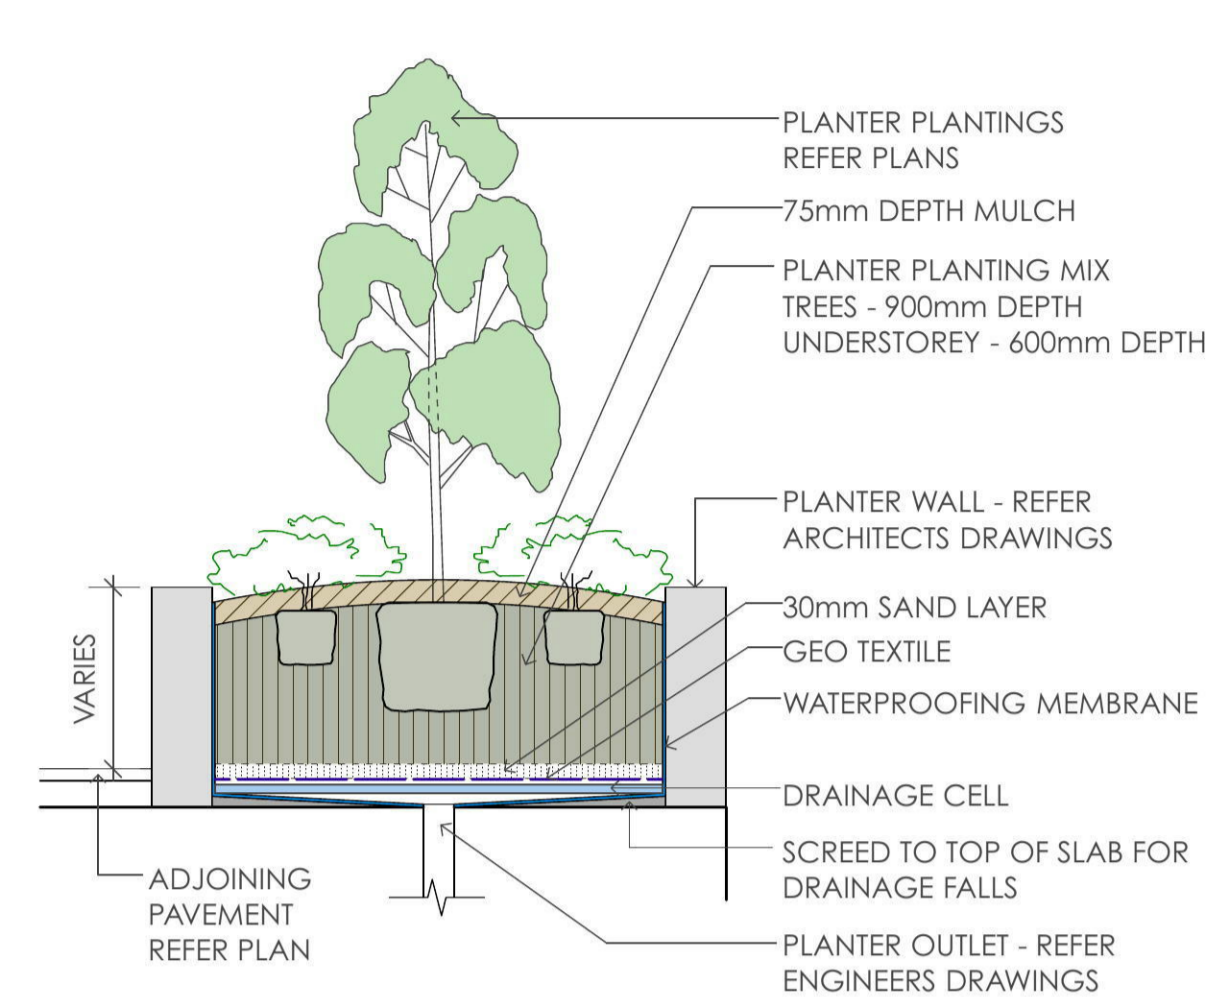 PLANTER PLANTINGS
REFER PLANS
75mm DEPTH MULCH
PLANTER PLANTING MIX
TREES - 900mm DEPTH
UNDERSTOREY - 600mm DEPTH
PLANTER WALL - REFER
ARCHITECTS DRAWINGS
30mm SAND LAYER
GEO TEXTILE
WATERPROOFING MEMBRANE
DRAINAGE CELL
SCREED TO TOP OF SLAB FOR
DRAINAGE FALLS
PLANTER OUTLET - REFER
ENGINEERS DRAWINGS
VARIES
ADJOINING
PAVEMENT
REFER PLAN